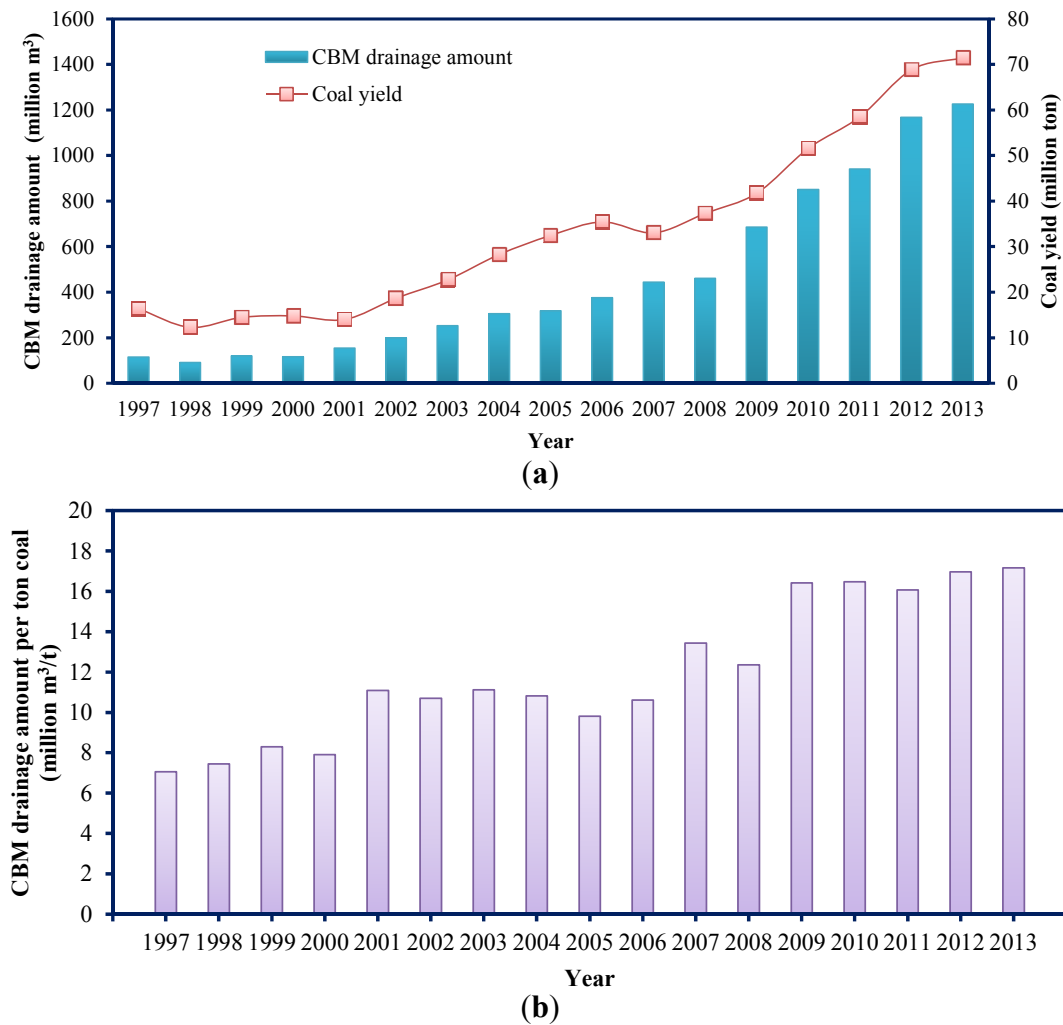 CBM drainage amount (million m³)
1600
1400
1200
1000
800
600
400
200
0
CBM drainage amount
Coal yield
80
70
60
50
40
30
20
10
0
Coal yield (million ton)
1997 1998 1999 2000 2001 2002 2003 2004 2005 2006 2007 2008 2009 2010 2011 2012 2013
Year
(a)
CBM drainage amount per ton coal
(million m³/t)
20
18
16
14
12
10
8
6
4
2
0
1997 1998 1999 2000 2001 2002 2003 2004 2005 2006 2007 2008 2009 2010 2011 2012 2013
Year
(b)